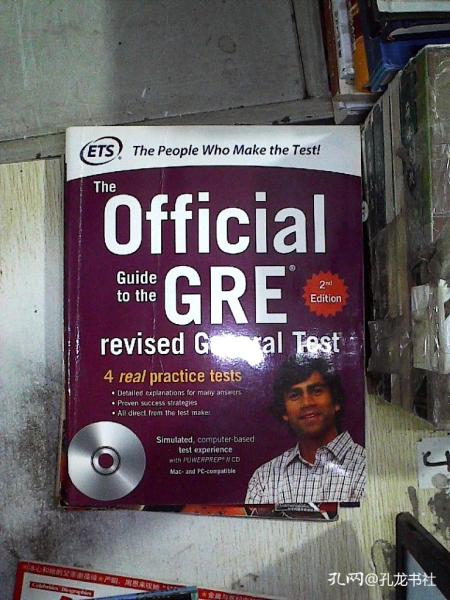 ETS
The People Who Make the Test!
The
Official
Guide
to the
GRE®
2nd
Edition
revised General Test
4 real practice tests
• Detailed explanations for many answers
• Proven success strategies
• All direct from the test maker
Simulated, computer-based
test experience
with POWERPREP® II CD
Mac- and PC-compatible
Celebrities' Biographies
孔网@孔龙书社